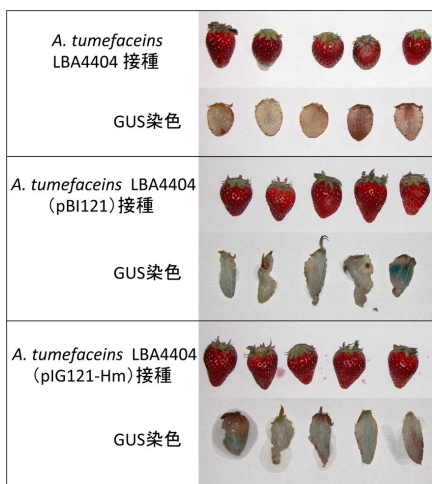 A. tumefaceins
LBA4404 接種
GUS染色
A. tumefaceins LBA4404
（pBI121）接種
GUS染色
A. tumefaceins LBA4404
（pIG121-Hm）接種
GUS染色